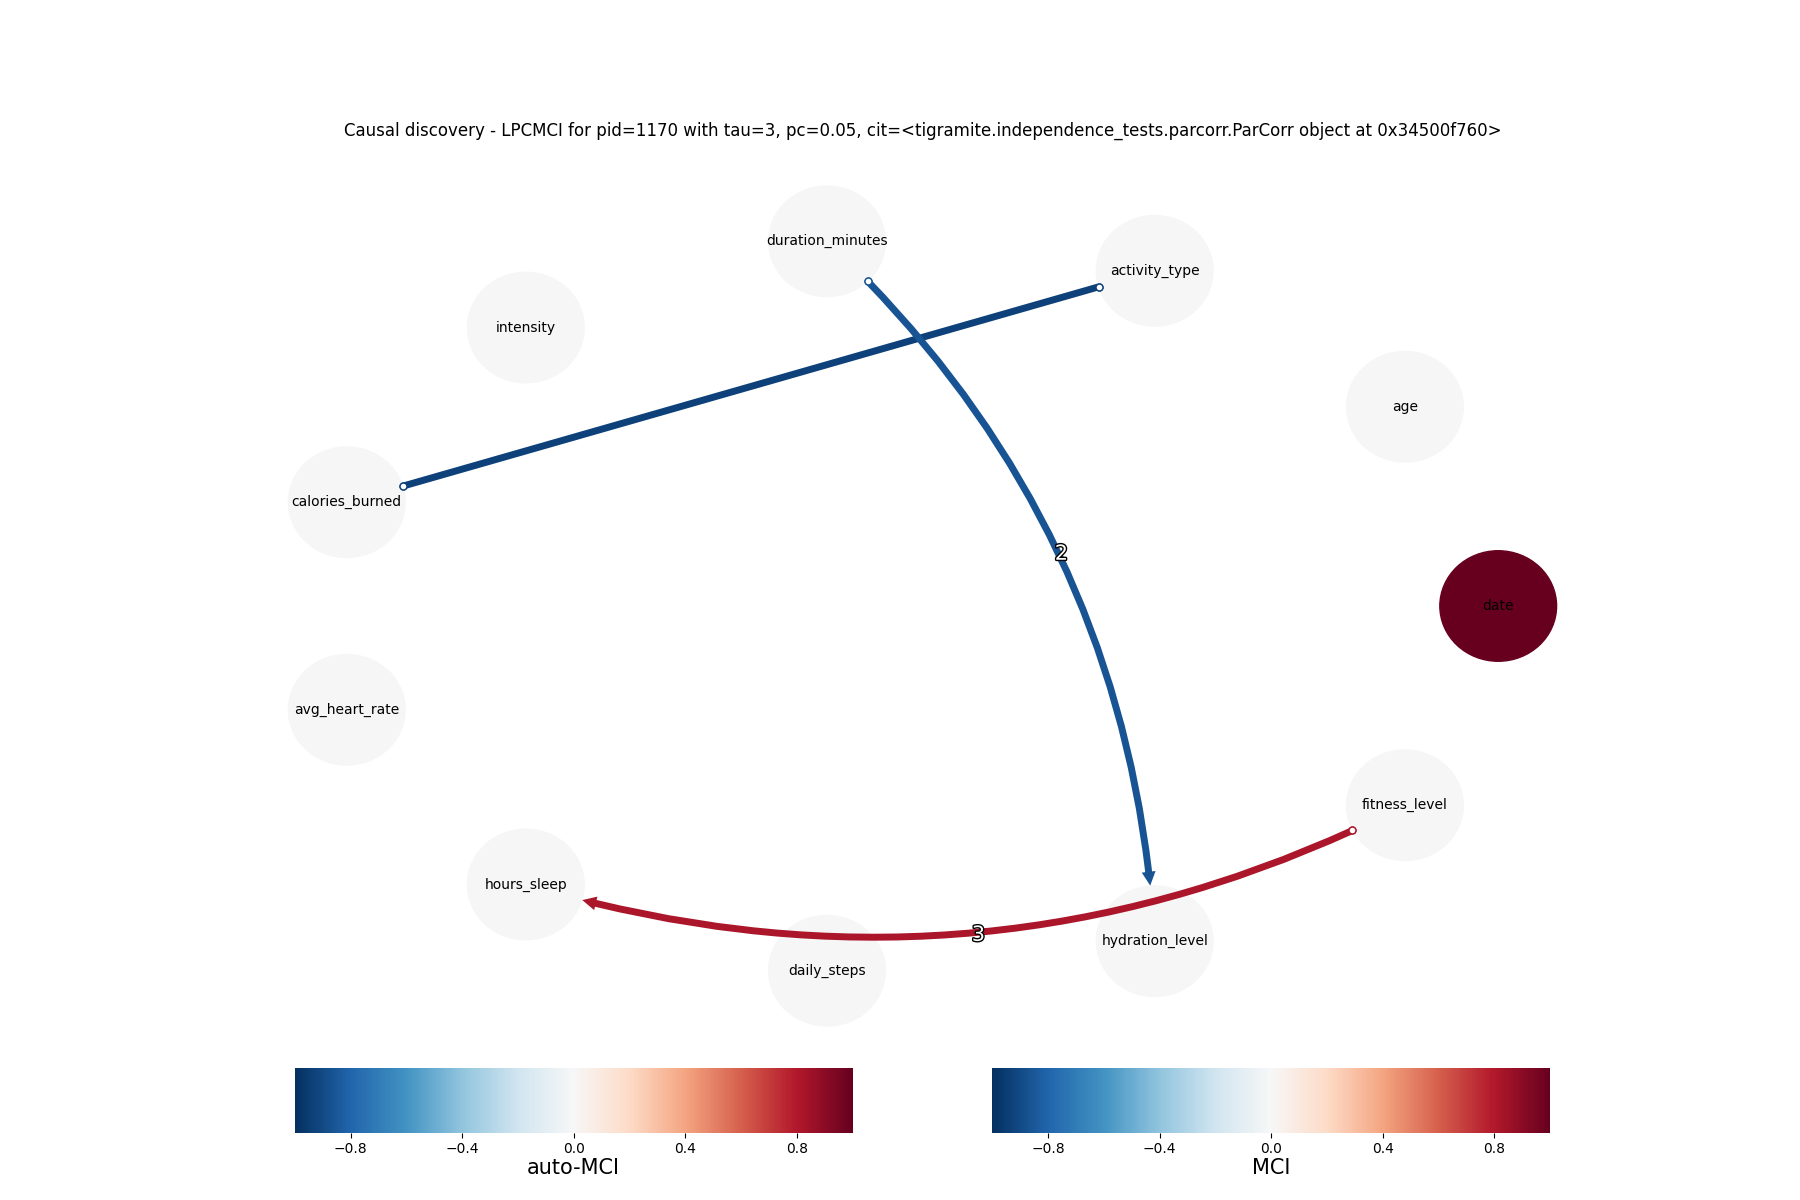 Causal discovery - LPCMCI for pid=1170 with tau=3, pc=0.05, cit=<tigramite.independence_tests.parcorr.ParCorr object at 0x34500f760>
duration_minutes
activity_type
intensity
age
calories_burned
2
date
avg_heart_rate
fitness_level
hours_sleep
3
hydration_level
daily_steps
−0.8 −0.4 0.0 0.4 0.8
auto-MCI
−0.8 −0.4 0.0 0.4 0.8
MCI